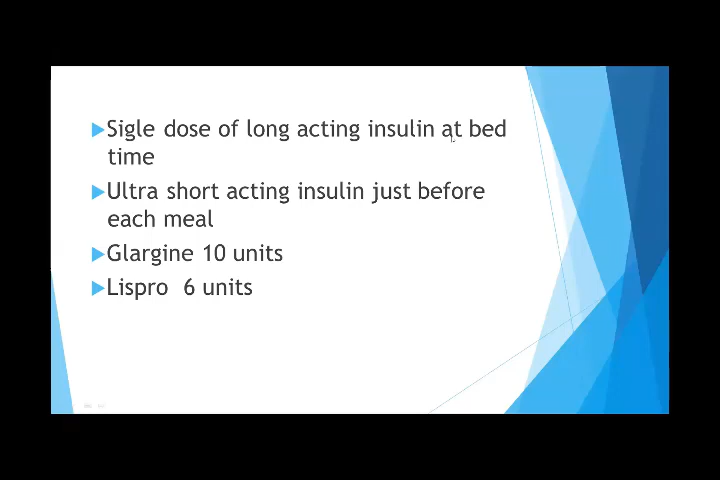 Sigle dose of long acting insulin at bed
time
Ultra short acting insulin just before
each meal
Glargine 10 units
Lispro 6 units